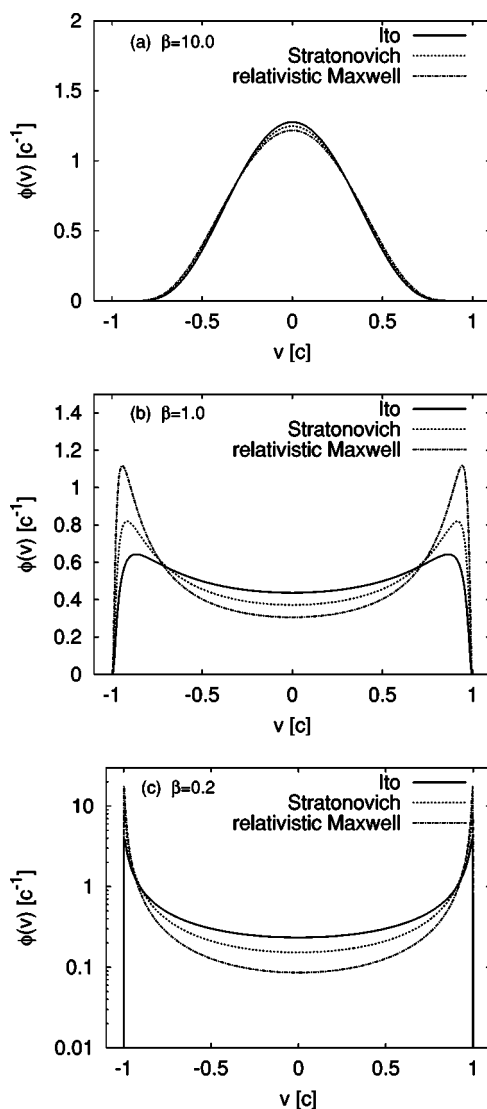 2
(a) β=10.0
Ito
Stratonovich
relativistic Maxwell
1.5
1
0.5
0
ϕ(v) [c⁻¹]
-1 -0.5 0 0.5 1
v [c]
1.4
(b) β=1.0
Ito
Stratonovich
relativistic Maxwell
1.2
1
0.8
0.6
0.4
0.2
0
ϕ(v) [c⁻¹]
-1 -0.5 0 0.5 1
v [c]
(c) β=0.2
Ito
Stratonovich
relativistic Maxwell
10
1
0.1
0.01
ϕ(v) [c⁻¹]
-1 -0.5 0 0.5 1
v [c]